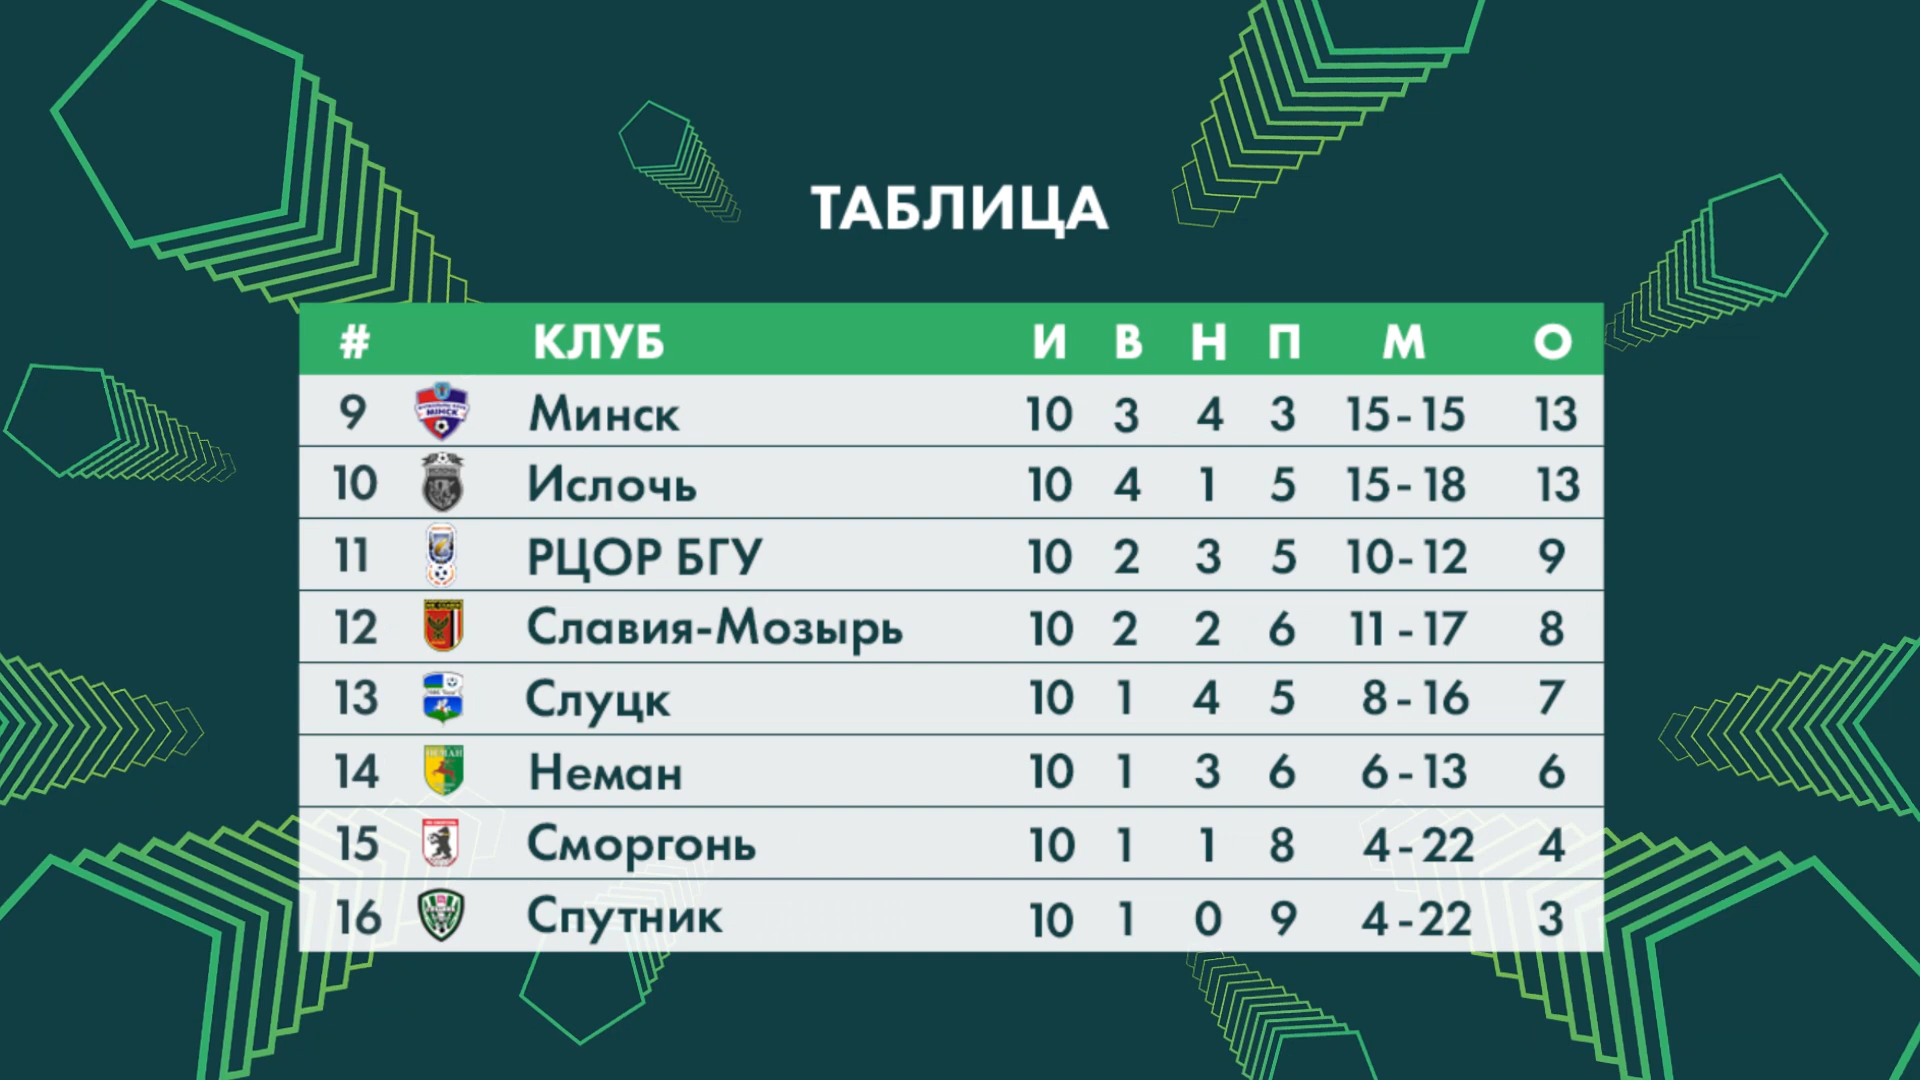 ТАБЛИЦА
# КЛУБ И В Н П М О
9 МИНСК Минск 10 3 4 3 15-15 13
10 Ислочь 10 4 1 5 15-18 13
11 РЦОР БГУ 10 2 3 5 10-12 9
12 Славия-Мозырь 10 2 2 6 11-17 8
13 Слуцк 10 1 4 5 8-16 7
14 НЕМАН Неман 10 1 3 6 6-13 6
15 Сморгонь 10 1 1 8 4-22 4
16 Спутник 10 1 0 9 4-22 3